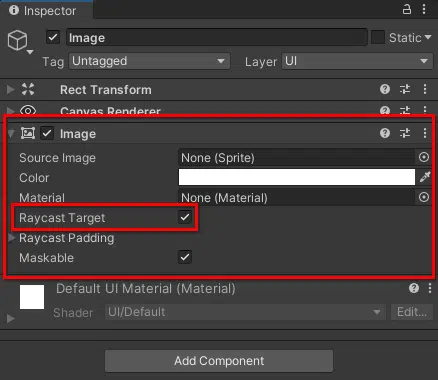 Inspector
Image
Static
Tag Untagged Layer UI
Rect Transform
Canvas Renderer
Image
Source Image None (Sprite)
Color
Material None (Material)
Raycast Target
Raycast Padding
Maskable
Default UI Material (Material)
Shader UI/Default Edit...
Add Component